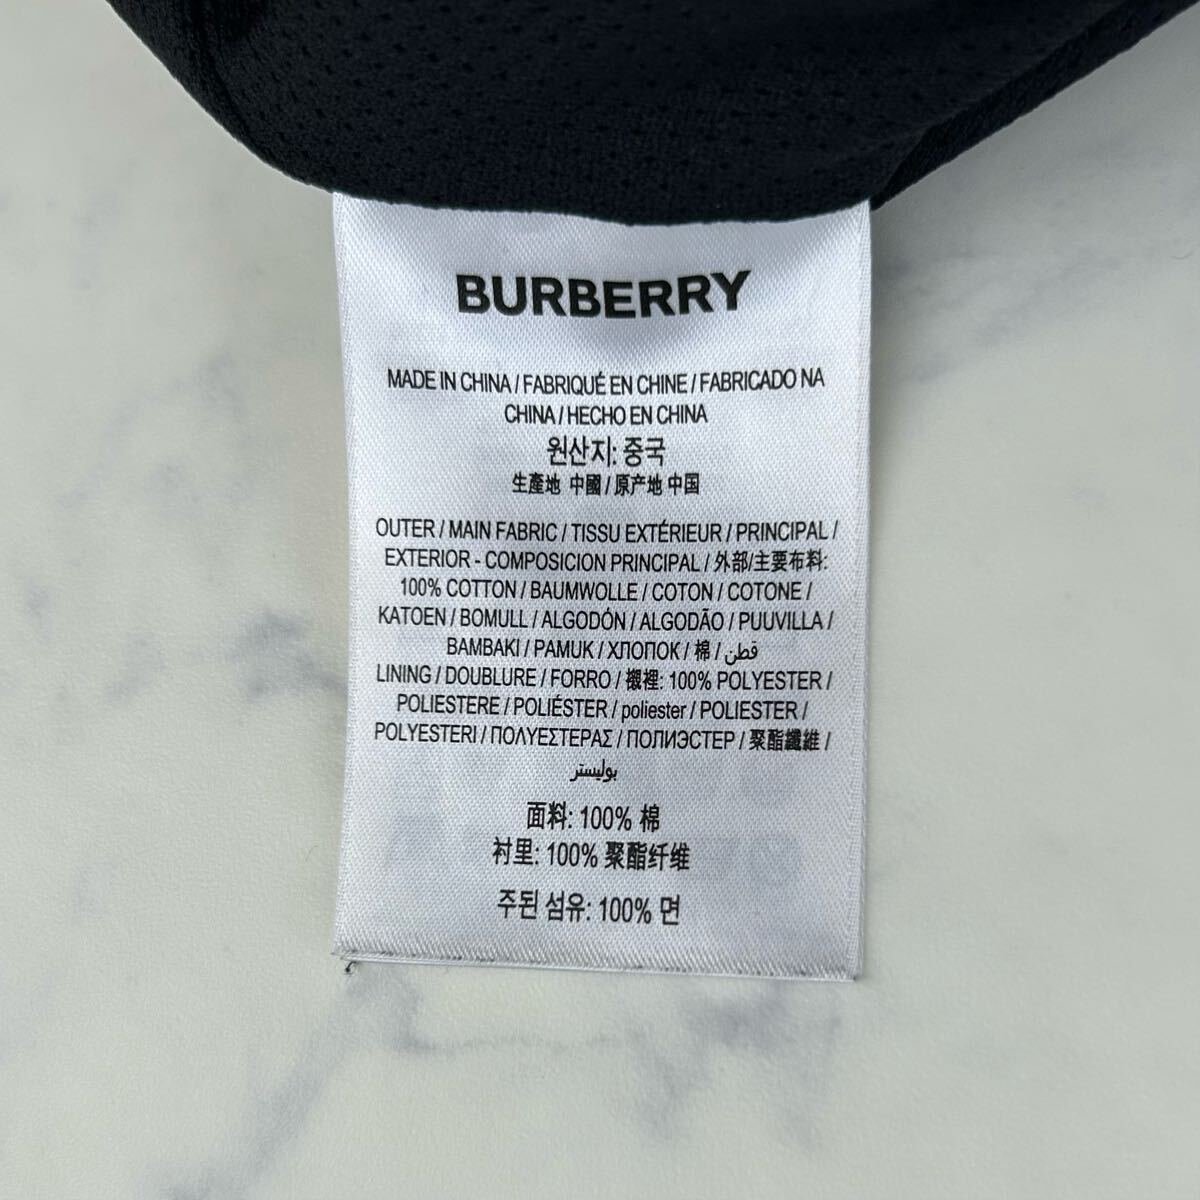 BURBERRY
MADE IN CHINA / FABRIQUÉ EN CHINE / FABRICADO NA
CHINA / HECHO EN CHINA
원산지: 중국
生產地 中國 / 原产地 中国
OUTER / MAIN FABRIC / TISSU EXTÉRIEUR / PRINCIPAL /
EXTERIOR - COMPOSICION PRINCIPAL / 外部/主要布料:
100% COTTON / BAUMWOLLE / COTON / COTONE /
KATOEN / BOMULL / ALGODÓN / ALGODÃO / PUUVILLA /
BAMBAKI / PAMUK / ХЛОПОК / 棉 / قطن
LINING / DOUBLURE / FORRO / 襯裡: 100% POLYESTER /
POLIESTERE / POLIÉSTER / poliester / POLIESTER /
POLYESTERI / ΠΟΛΥΕΣΤΕΡΑΣ / ПОЛИЭСТЕР / 聚酯纖維 /
بوليستر
面料: 100% 棉
衬里: 100% 聚酯纤维
주된 섬유: 100% 면